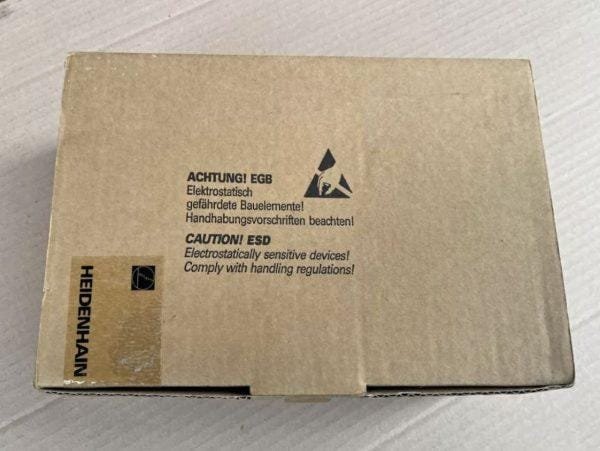 ACHTUNG! EGB
Elektrostatisch
gefährdete Bauelemente!
Handhabungsvorschriften beachten!
CAUTION! ESD
Electrostatically sensitive devices!
Comply with handling regulations!
HEIDENHAIN